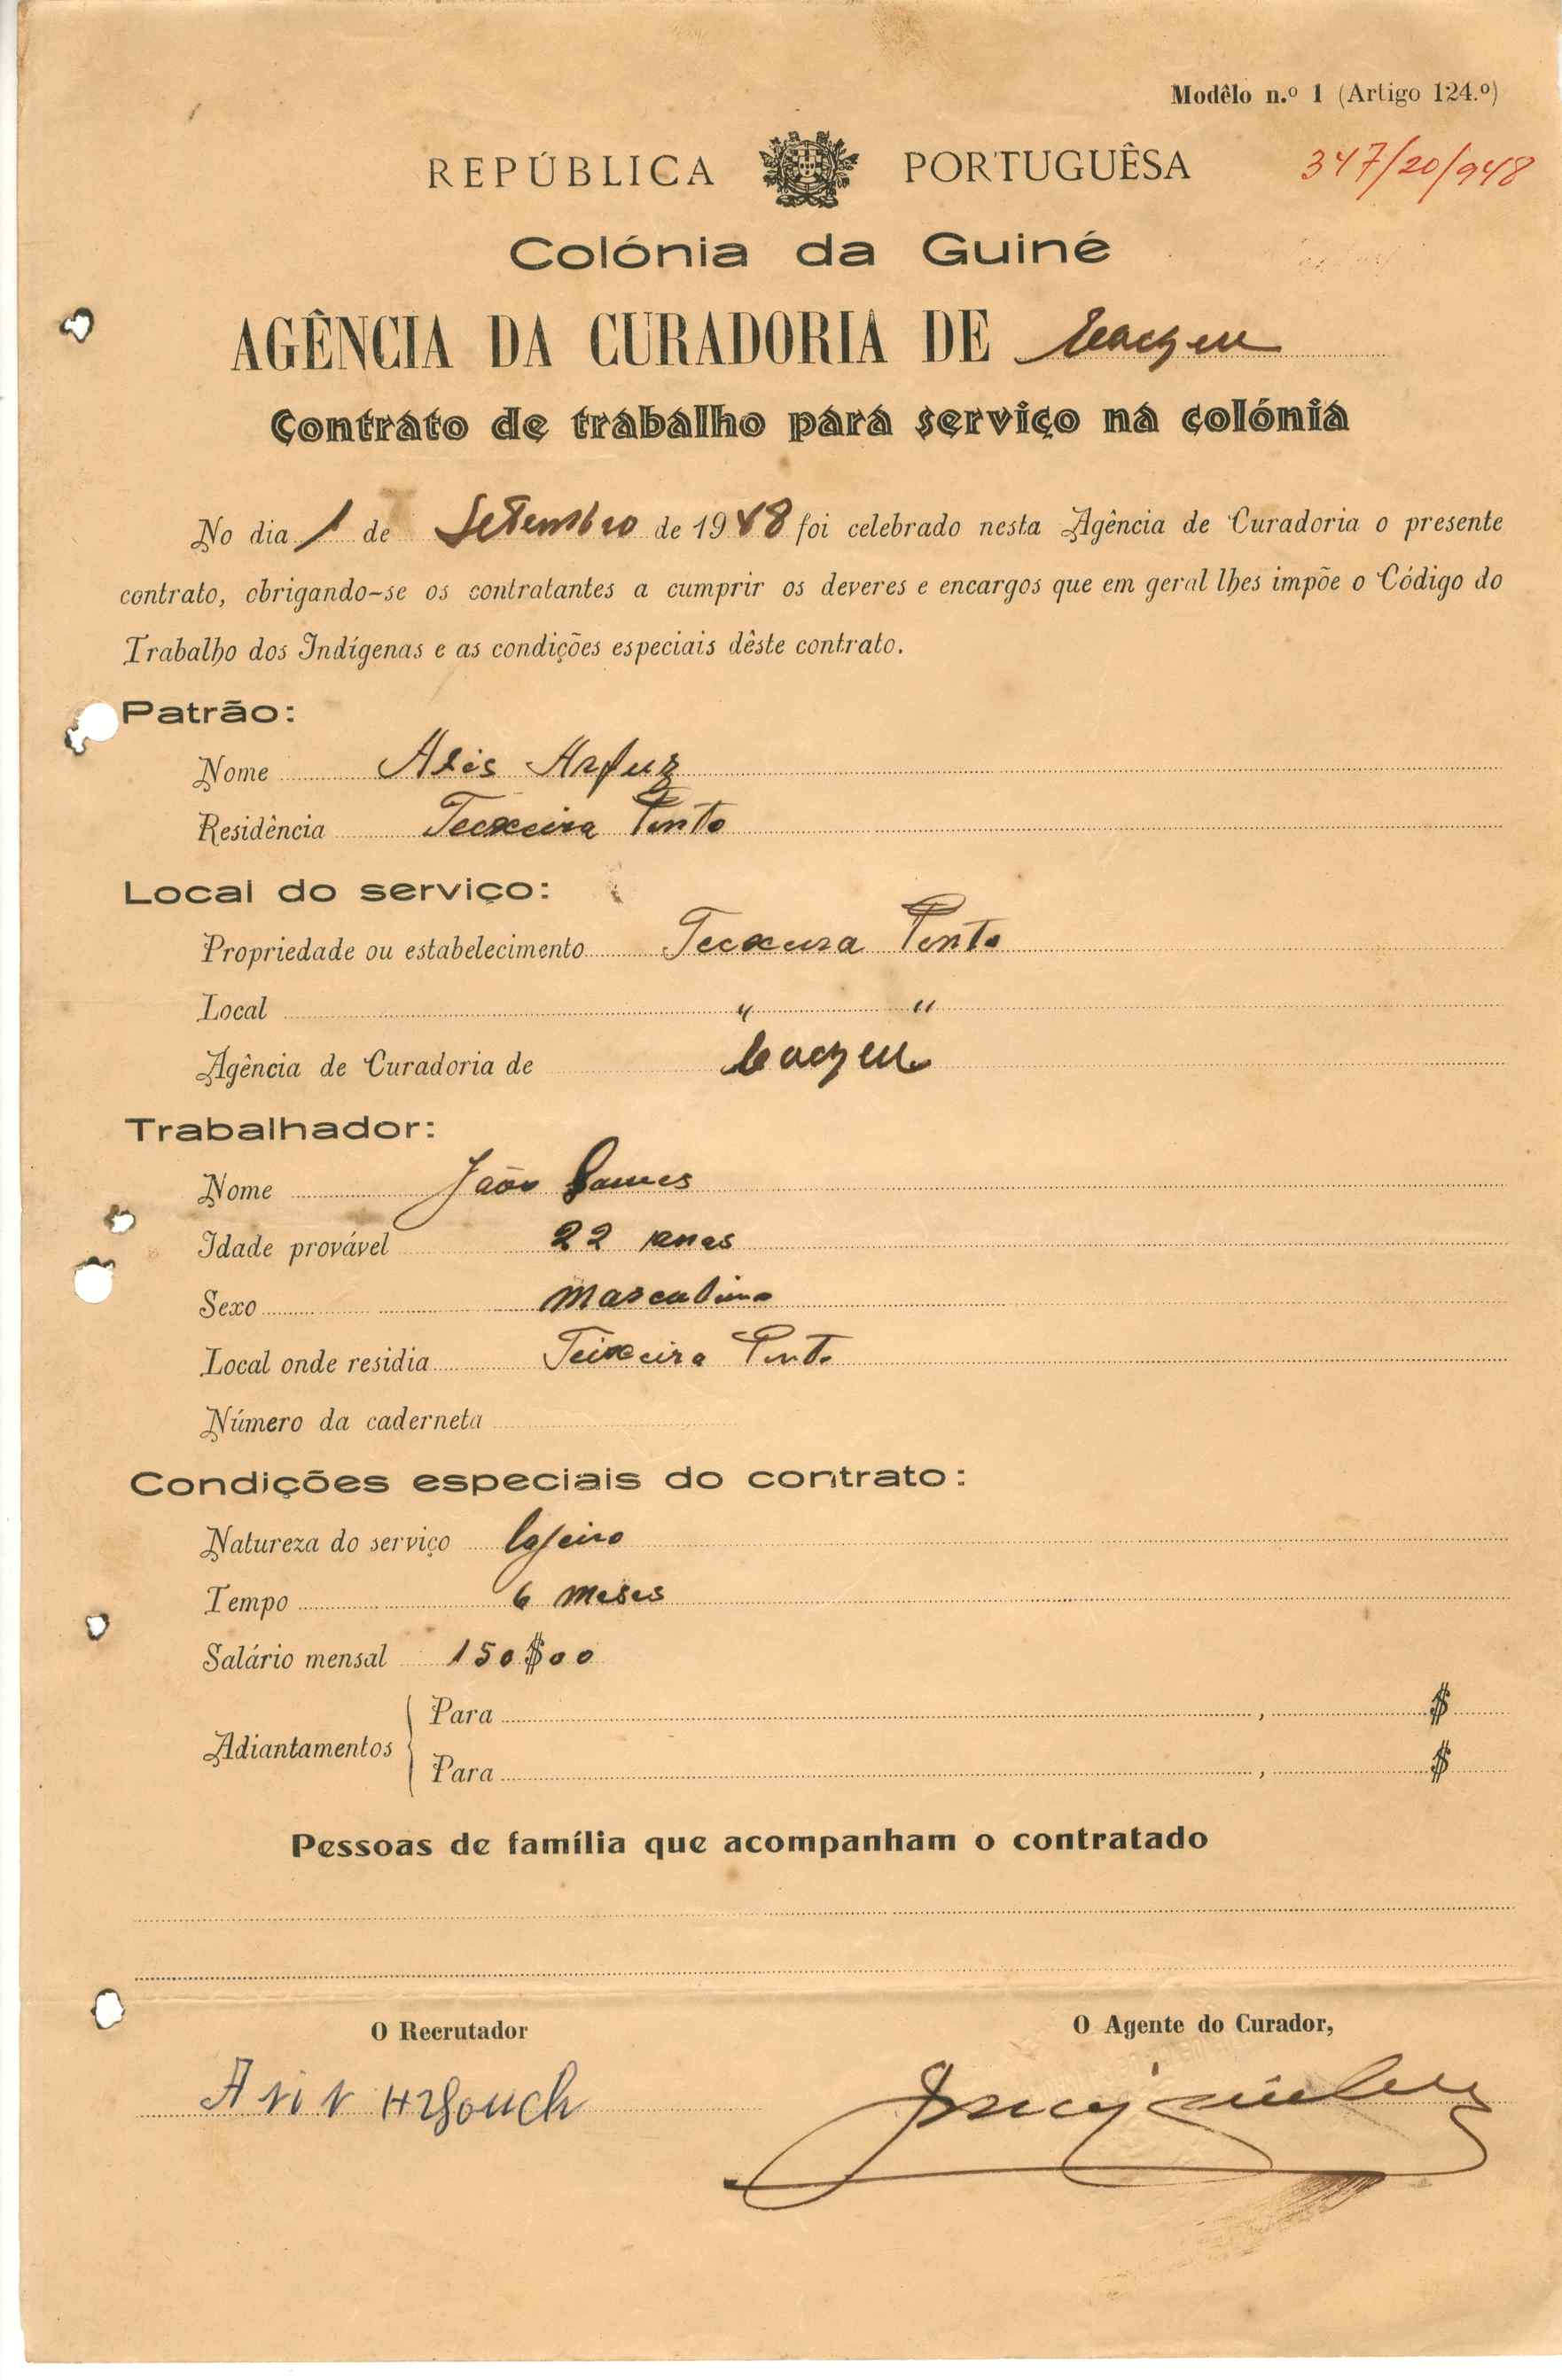 Modêlo n.º 1 (Artigo 124.º)
REPÚBLICA PORTUGUÊSA 347/20/948
Colónia da Guiné
AGÊNCIA DA CURADORIA DE
Contrato de trabalho para serviço na colónia
No dia 1 de Setembro de 1948 foi celebrado nesta Agência de Curadoria o presente
contrato, obrigando-se os contratantes a cumprir os deveres e encargos que em geral lhes impõe o Código do
Trabalho dos Indígenas e as condições especiais dêste contrato.
Patrão:
Nome
Residência Teixeira Pinto
Local do serviço:
Propriedade ou estabelecimento Teixeira Pinto
Local " "
Agência de Curadoria de
Trabalhador:
Nome João Gomes
Idade provável 22 anos
Sexo Masculino
Local onde residia Teixeira Pinto
Número da caderneta
Condições especiais do contrato:
Natureza do serviço
Tempo 6 meses
Salário mensal 150$00
Adiantamentos
Para , $
Para , $
Pessoas de família que acompanham o contratado
O Recrutador O Agente do Curador,